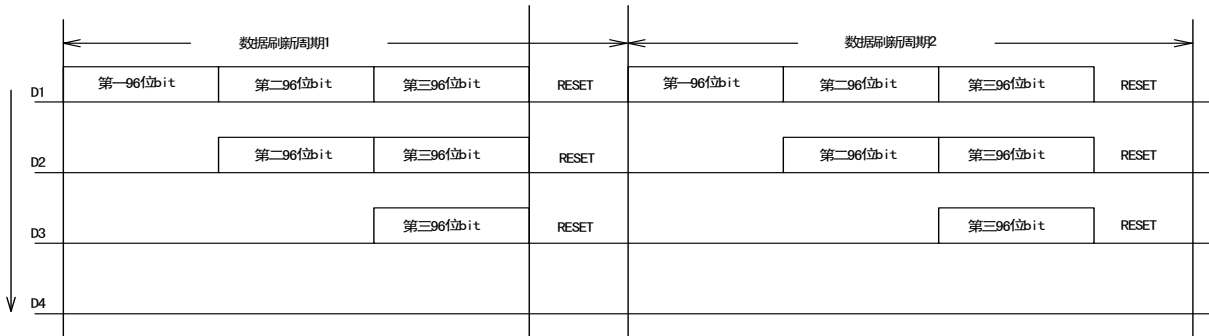 数据刷新周期1 数据刷新周期2
D1 第一96位bit 第二96位bit 第三96位bit RESET 第一96位bit 第二96位bit 第三96位bit RESET
D2 第二96位bit 第三96位bit RESET 第二96位bit 第三96位bit RESET
D3 第三96位bit RESET 第三96位bit RESET
D4